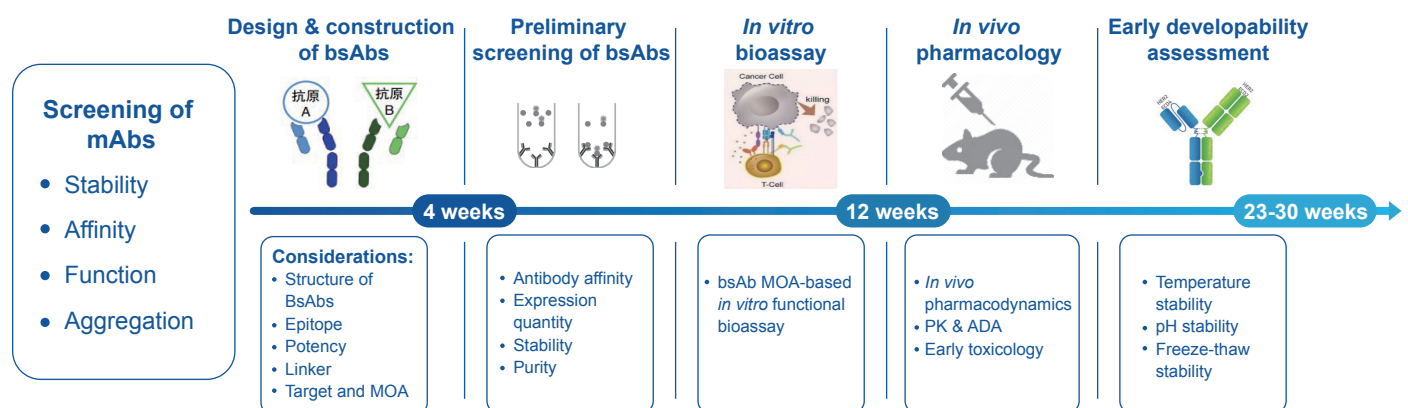 Screening of
mAbs
• Stability
• Affinity
• Function
• Aggregation
Design & construction
of bsAbs
抗原
A
抗原
B
Preliminary
screening of bsAbs
In vitro
bioassay
Cancer Cell
killing
T-Cell
In vivo
pharmacology
Early developability
assessment
HER2
ECD4
HER2
ECD2
4 weeks
12 weeks
23-30 weeks
Considerations:
• Structure of
BsAbs
• Epitope
• Potency
• Linker
• Target and MOA
• Antibody affinity
• Expression
quantity
• Stability
• Purity
• bsAb MOA-based
in vitro functional
bioassay
• In vivo
pharmacodynamics
• PK & ADA
• Early toxicology
• Temperature
stability
• pH stability
• Freeze-thaw
stability